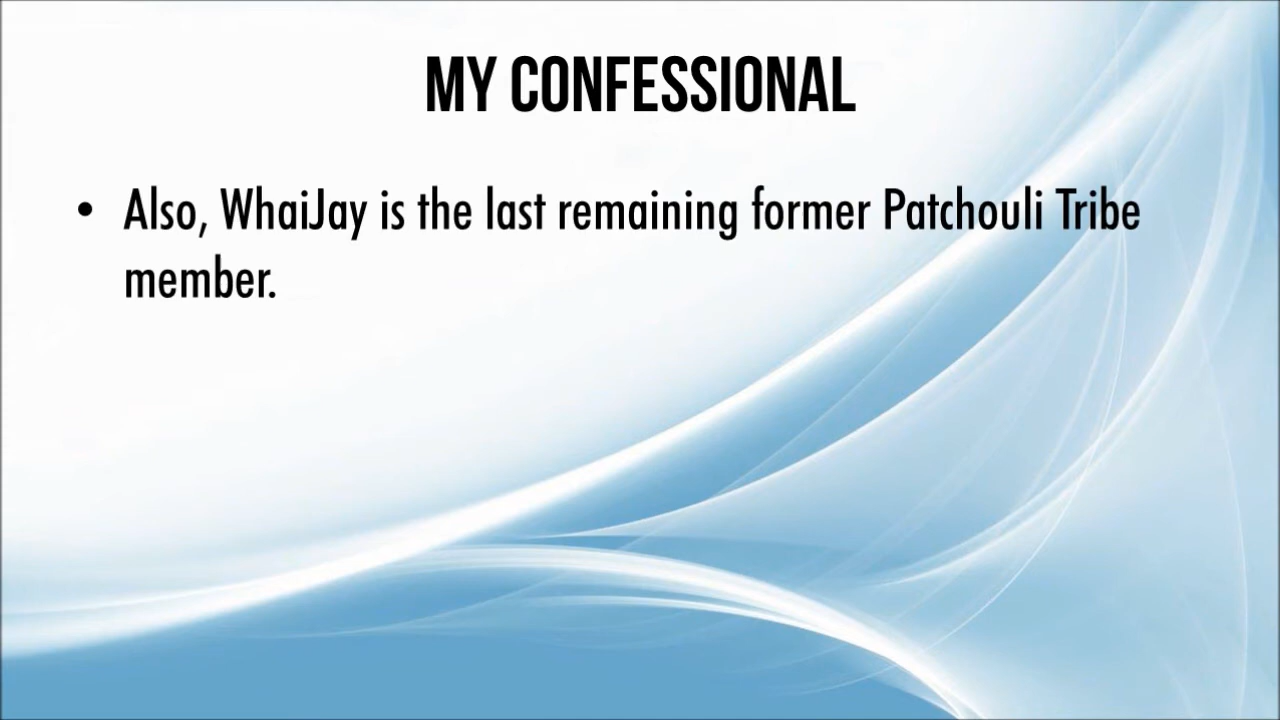 MY CONFESSIONAL
• Also, WhaiJay is the last remaining former Patchouli Tribe
member.